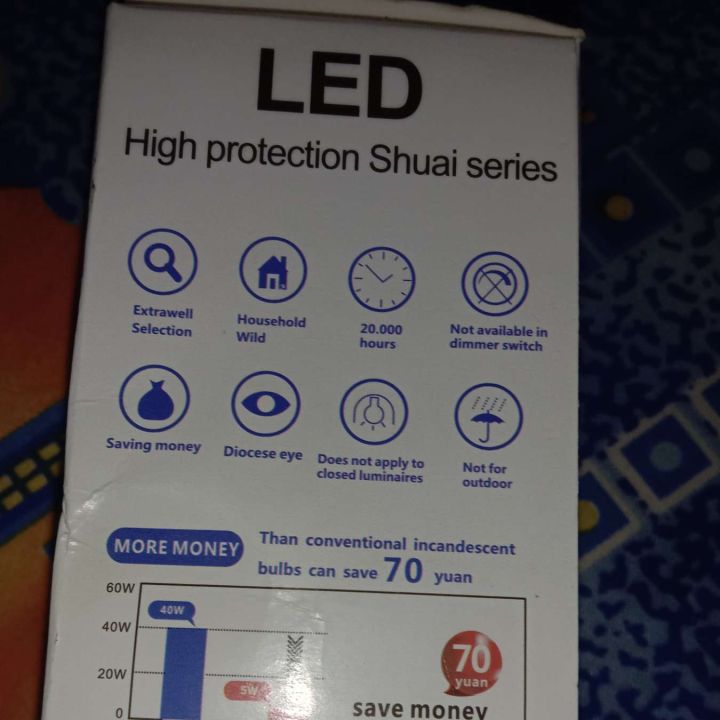 LED
High protection Shuai series
Extrawell
Selection
Household
Wild
20.000
hours
Not available in
dimmer switch
Saving money
Diocese eye
Does not apply to
closed luminaires
Not for
outdoor
MORE MONEY
Than conventional incandescent
bulbs can save 70 yuan
60W
40W
40W
20W
5W
0
70
yuan
save money